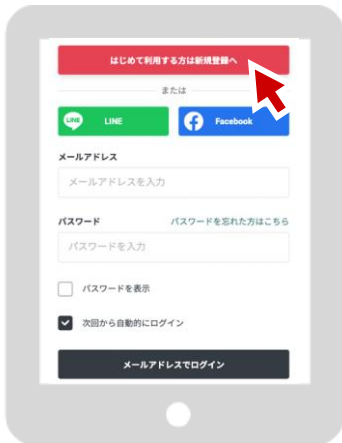 はじめて利用する方は新規登録へ
または
LINE LINE
Facebook
メールアドレス
メールアドレスを入力
パスワード
パスワードを忘れた方はこちら
パスワードを入力
パスワードを表示
次回から自動的にログイン
メールアドレスでログイン